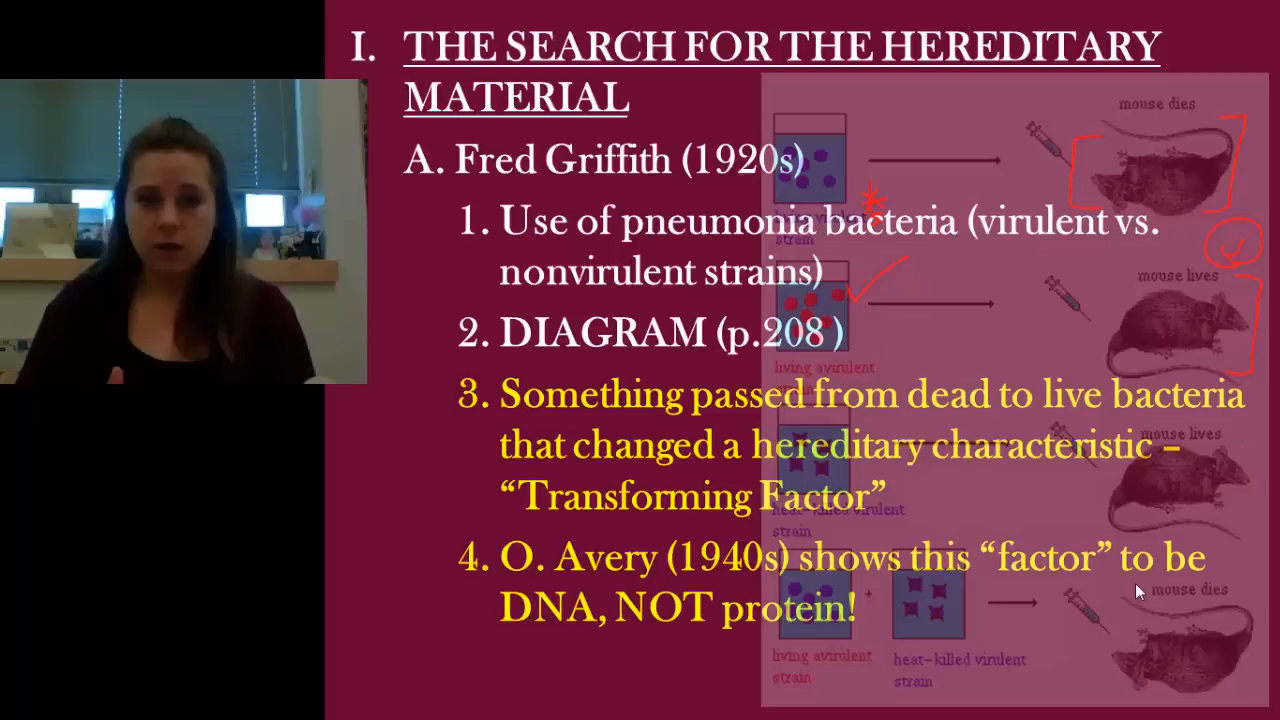 I. THE SEARCH FOR THE HEREDITARY
MATERIAL
A. Fred Griffith (1920s)
1. Use of pneumonia bacteria (virulent vs.
nonvirulent strains)
2. DIAGRAM (p.208 )
3. Something passed from dead to live bacteria
that changed a hereditary characteristic –
“Transforming Factor”
4. O. Avery (1940s) shows this “factor” to be
DNA, NOT protein!
mouse dies
strain
mouse lives
living avirulent
mouse lives
heat-killed virulent
strain
+
mouse dies
living avirulent
strain
heat-killed virulent
strain